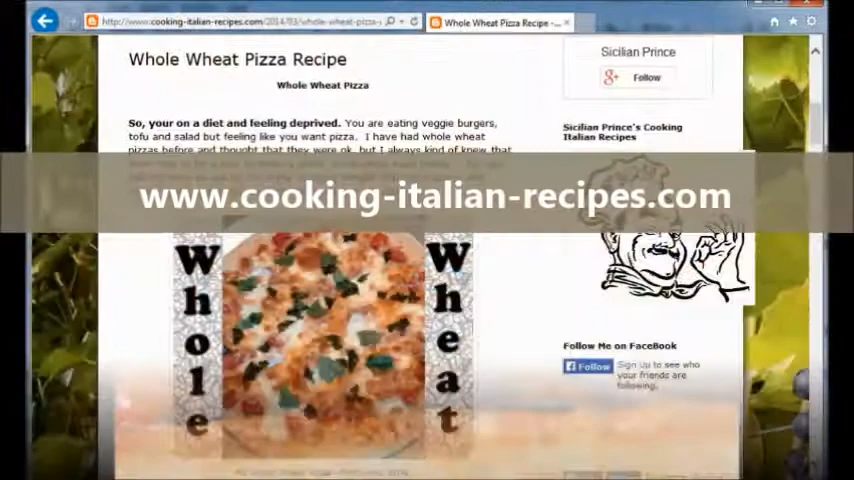 http://www.cooking-italian-recipes.com/2014/03/whole-wheat-pizza-
Whole Wheat Pizza Recipe -...
Whole Wheat Pizza Recipe
Whole Wheat Pizza
So, your on a diet and feeling deprived. You are eating veggie burgers,
tofu and salad but feeling like you want pizza. I have had whole wheat
pizzas before and thought that they were ok, but I always kind of knew that
www.cooking-italian-recipes.com
Whole
Wheat
Sicilian Prince
g+ Follow
Sicilian Prince's Cooking
Italian Recipes
Follow Me on FaceBook
f Follow
Sign Up to see who
your friends are
following.